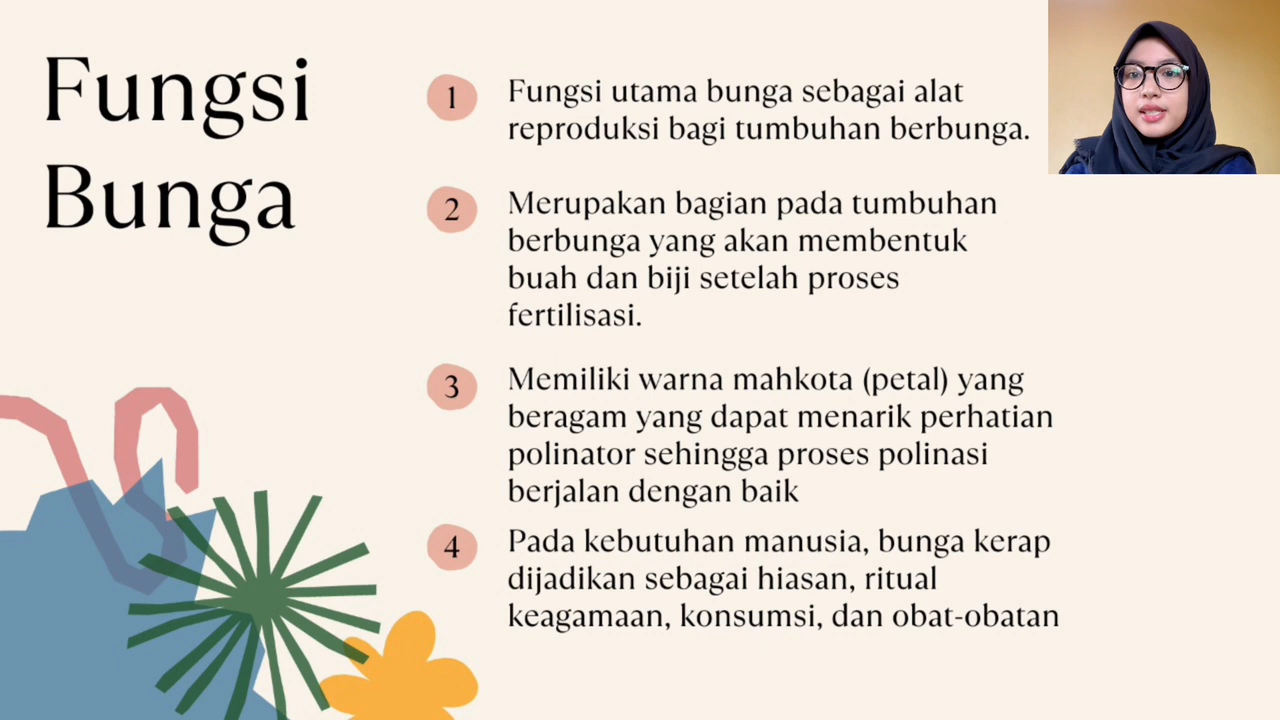 Fungsi
Bunga
1
Fungsi utama bunga sebagai alat
reproduksi bagi tumbuhan berbunga.
2
Merupakan bagian pada tumbuhan
berbunga yang akan membentuk
buah dan biji setelah proses
fertilisasi.
3
Memiliki warna mahkota (petal) yang
beragam yang dapat menarik perhatian
polinator sehingga proses polinasi
berjalan dengan baik
4
Pada kebutuhan manusia, bunga kerap
dijadikan sebagai hiasan, ritual
keagamaan, konsumsi, dan obat-obatan